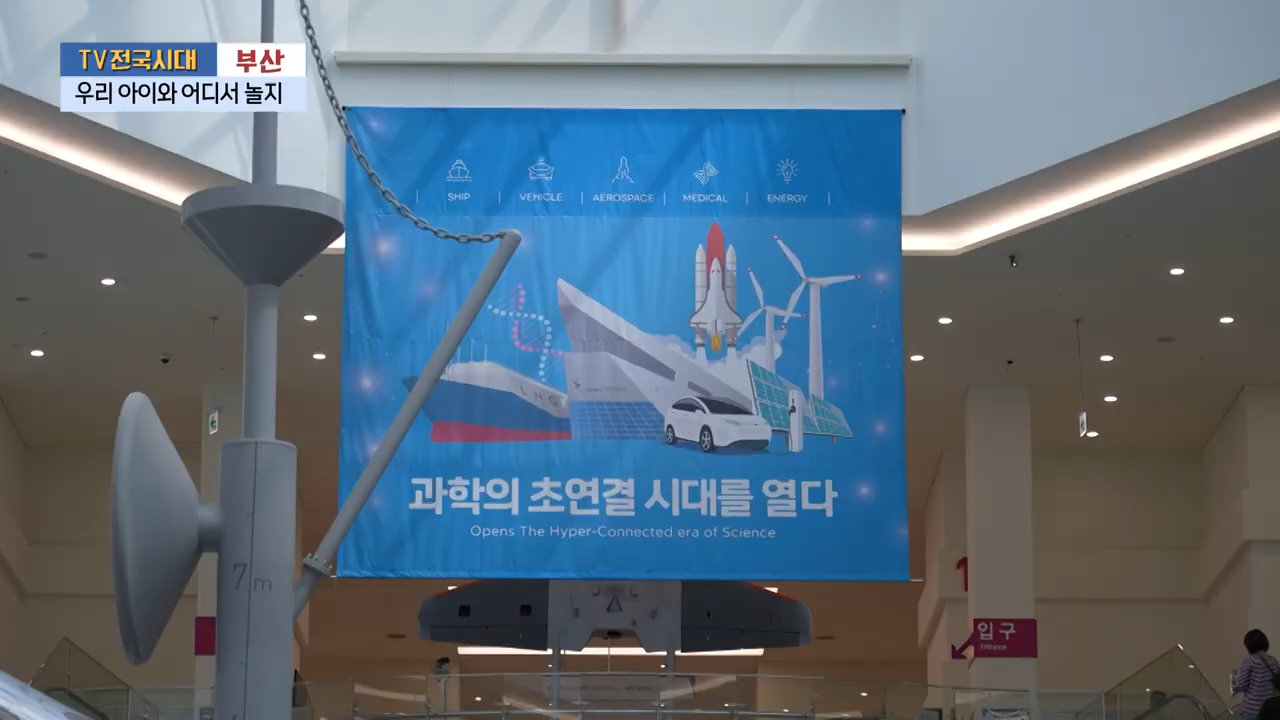 TV전국시대 부산
우리 아이와 어디서 놀지
SHIP VEHICLE AEROSPACE MEDICAL ENERGY
LNG
과학의 초연결 시대를 열다
Opens The Hyper-Connected era of Science
7m
1
입구
Entrance